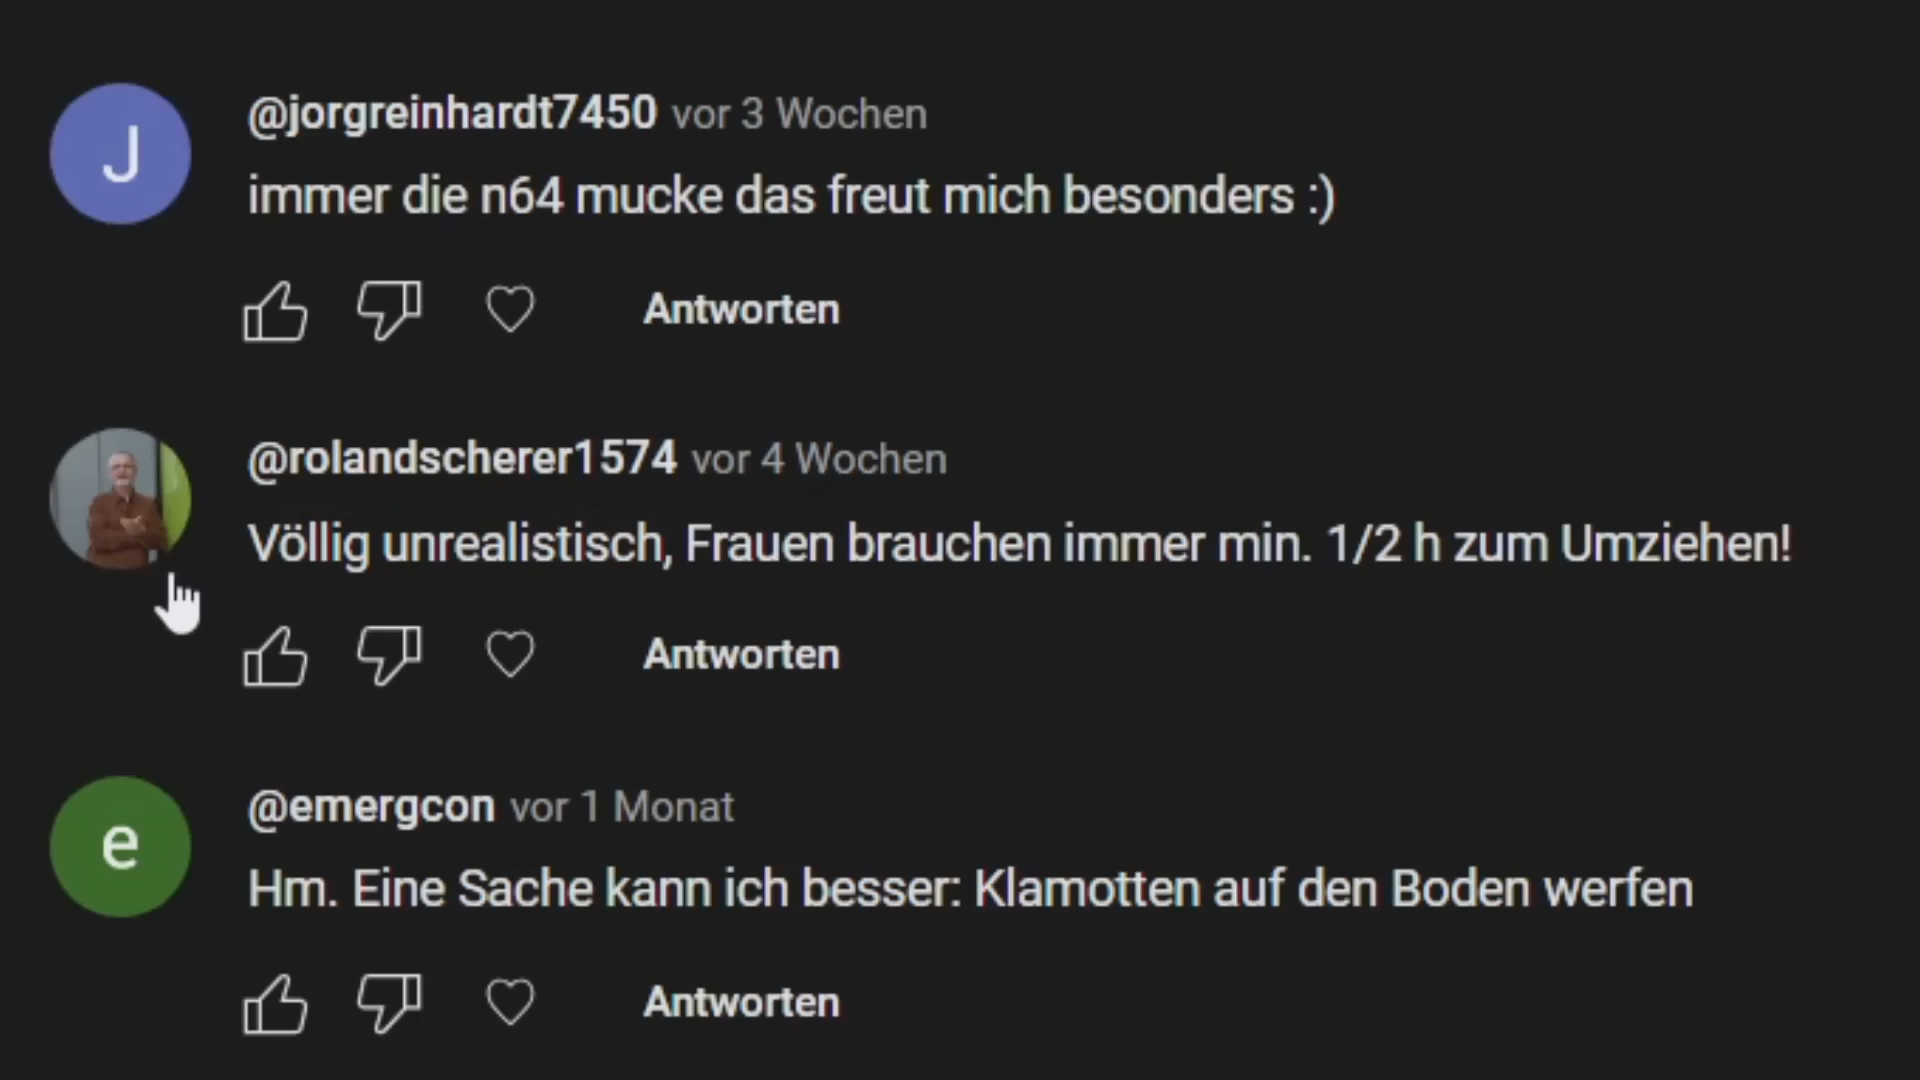 J
@jorgreinhardt7450 vor 3 Wochen
immer die n64 mucke das freut mich besonders :)
Antworten
@rolandscherer1574 vor 4 Wochen
Völlig unrealistisch, Frauen brauchen immer min. 1/2 h zum Umziehen!
Antworten
e
@emergcon vor 1 Monat
Hm. Eine Sache kann ich besser: Klamotten auf den Boden werfen
Antworten